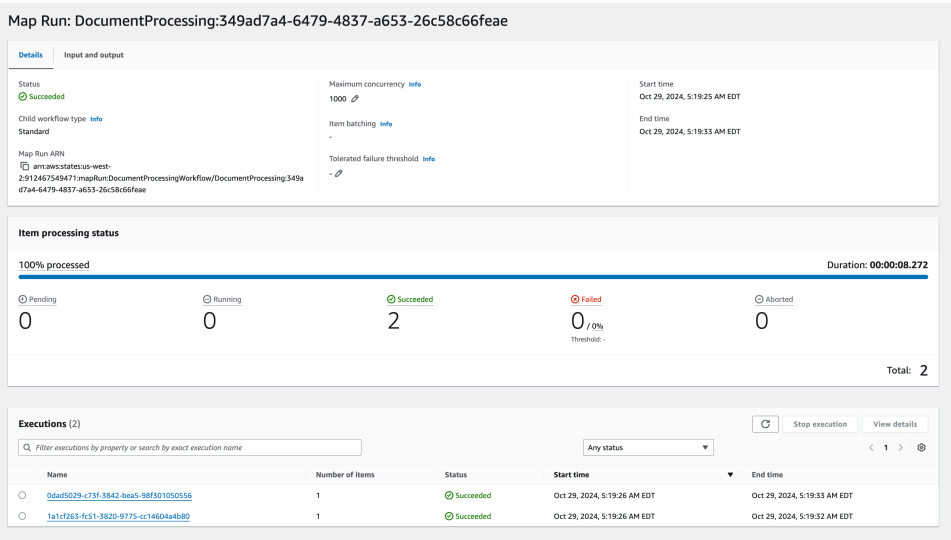 Map Run: DocumentProcessing:349ad7a4-6479-4837-a653-26c58c66feae
Details
Input and output
Status
Succeeded
Child workflow type Info
Standard
Map Run ARN
arn:aws:states:us-west-
2:912467549471:mapRun:DocumentProcessingWorkflow/DocumentProcessing:349a
d7a4-6479-4837-a653-26c58c66feae
Maximum concurrency Info
1000
Item batching Info
-
Tolerated failure threshold Info
-
Start time
Oct 29, 2024, 5:19:25 AM EDT
End time
Oct 29, 2024, 5:19:33 AM EDT
Item processing status
100% processed
Duration: 00:00:08.272
Pending
0
Running
0
Succeeded
2
Failed
0 / 0%
Threshold: -
Aborted
0
Total: 2
Executions (2)
Stop execution
View details
Filter executions by property or search by exact execution name
Any status
1
Name Number of items Status Start time End time
0dad5029-c73f-3842-bea5-98f301050556 1 Succeeded Oct 29, 2024, 5:19:26 AM EDT Oct 29, 2024, 5:19:33 AM EDT
1a1cf263-fc51-3820-9775-cc14604a4b80 1 Succeeded Oct 29, 2024, 5:19:26 AM EDT Oct 29, 2024, 5:19:32 AM EDT